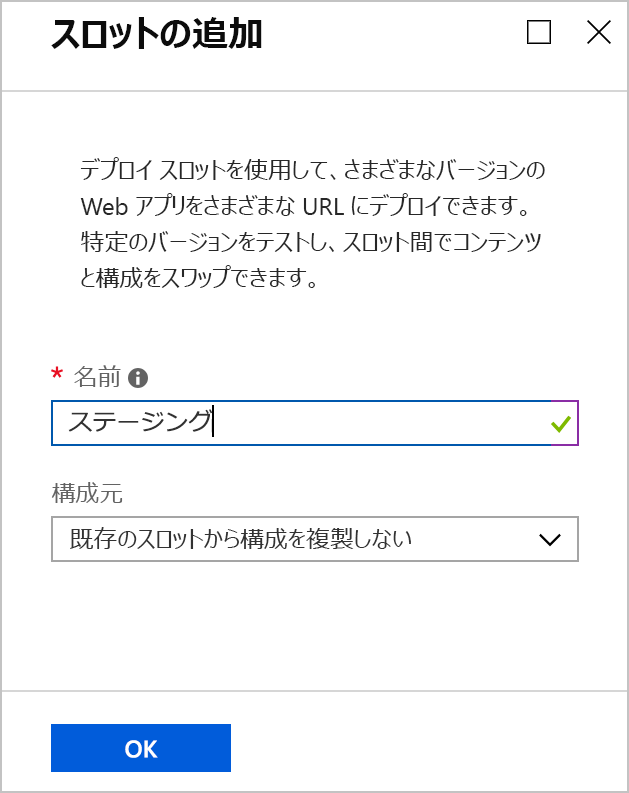 スロットの追加
デプロイ スロットを使用して、さまざまなバージョンの
Web アプリをさまざまな URL にデプロイできます。
特定のバージョンをテストし、スロット間でコンテンツ
と構成をスワップできます。
* 名前
ステージング
構成元
既存のスロットから構成を複製しない
OK